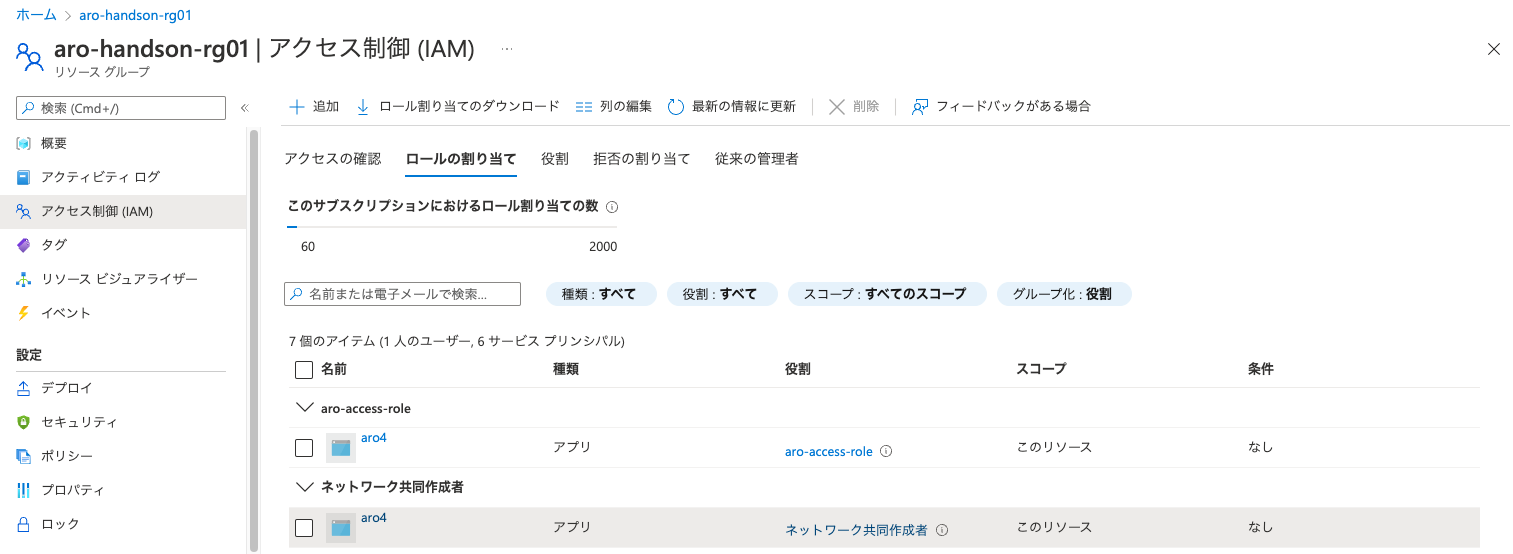 ホーム > aro-handson-rg01
aro-handson-rg01 | アクセス制御 (IAM) ...
リソース グループ
検索 (Cmd+/)
«
概要
アクティビティ ログ
アクセス制御 (IAM)
タグ
リソース ビジュアライザー
イベント
設定
デプロイ
セキュリティ
ポリシー
プロパティ
ロック
追加 ロール割り当てのダウンロード 列の編集 最新の情報に更新 削除 フィードバックがある場合
アクセスの確認 ロールの割り当て 役割 拒否の割り当て 従来の管理者
このサブスクリプションにおけるロール割り当ての数
60 2000
名前または電子メールで検索... 種類 : すべて 役割 : すべて スコープ : すべてのスコープ グループ化 : 役割
7 個のアイテム (1 人のユーザー, 6 サービス プリンシパル)
名前 種類 役割 スコープ 条件
aro-access-role
aro4 アプリ aro-access-role このリソース なし
ネットワーク共同作成者
aro4 アプリ ネットワーク共同作成者 このリソース なし